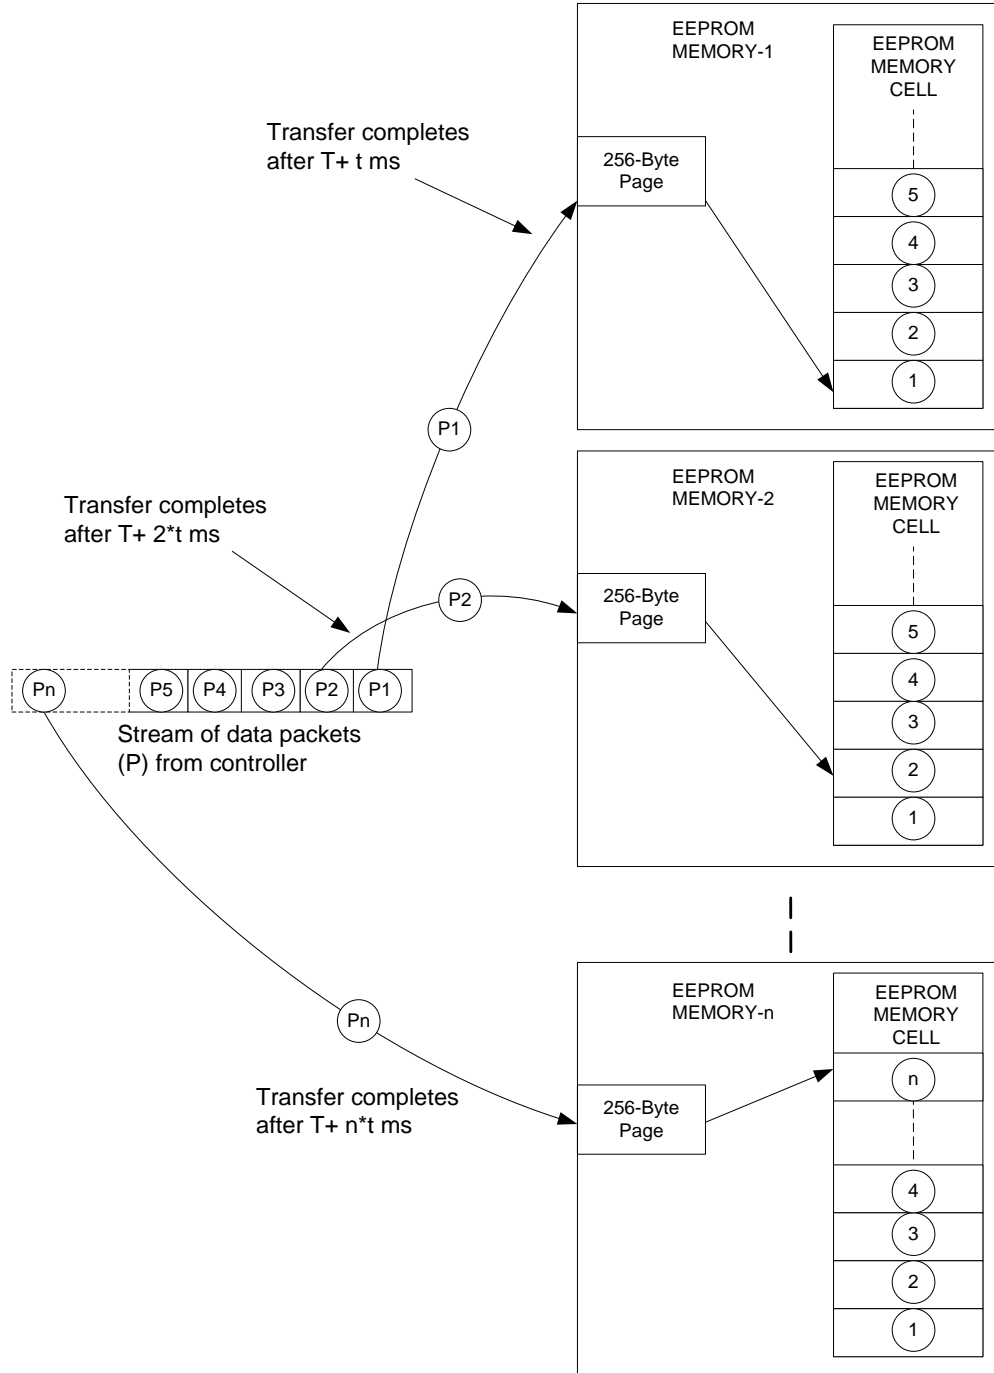 EEPROM
MEMORY-1
EEPROM
MEMORY
CELL
Transfer completes
after T+ t ms
256-Byte
Page
5
4
3
2
1
P1
EEPROM
MEMORY-2
EEPROM
MEMORY
CELL
Transfer completes
after T+ 2*t ms
256-Byte
Page
P2
5
4
3
2
1
Pn
P5
P4
P3
P2
P1
Stream of data packets
(P) from controller
EEPROM
MEMORY-n
EEPROM
MEMORY
CELL
Pn
Transfer completes
after T+ n*t ms
256-Byte
Page
n
4
3
2
1